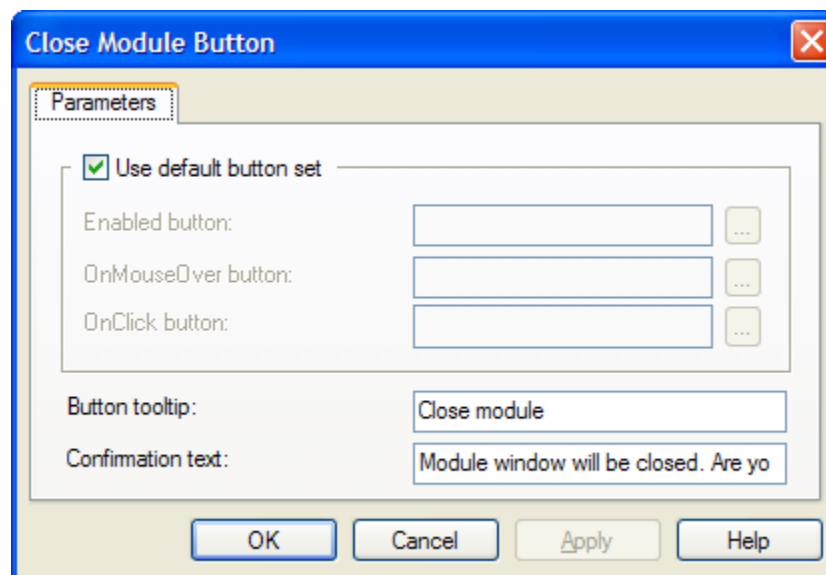 Close Module Button
Parameters
Use default button set
Enabled button:
...
OnMouseOver button:
...
OnClick button:
...
Button tooltip:
Close module
Confirmation text:
Module window will be closed. Are yo
OK Cancel Apply Help